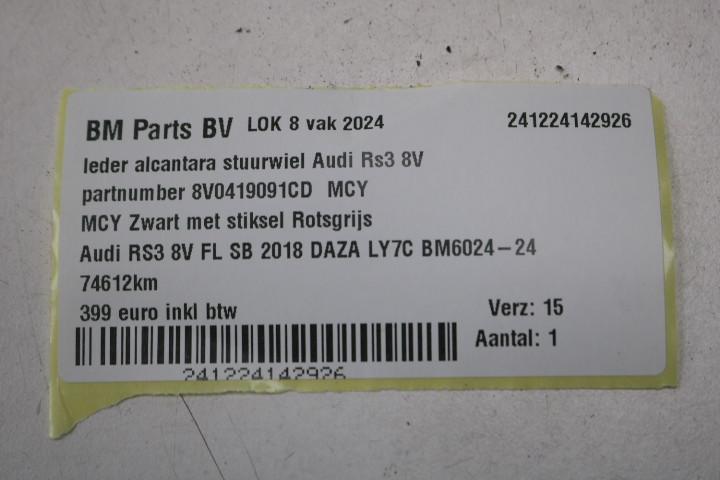 BM Parts BV LOK 8 vak 2024 241224142926
leder alcantara stuurwiel Audi Rs3 8V
partnumber 8V0419091CD MCY
MCY Zwart met stiksel Rotsgrijs
Audi RS3 8V FL SB 2018 DAZA LY7C BM6024-24
74612km
399 euro inkl btw Verz: 15
Aantal: 1
241224142926